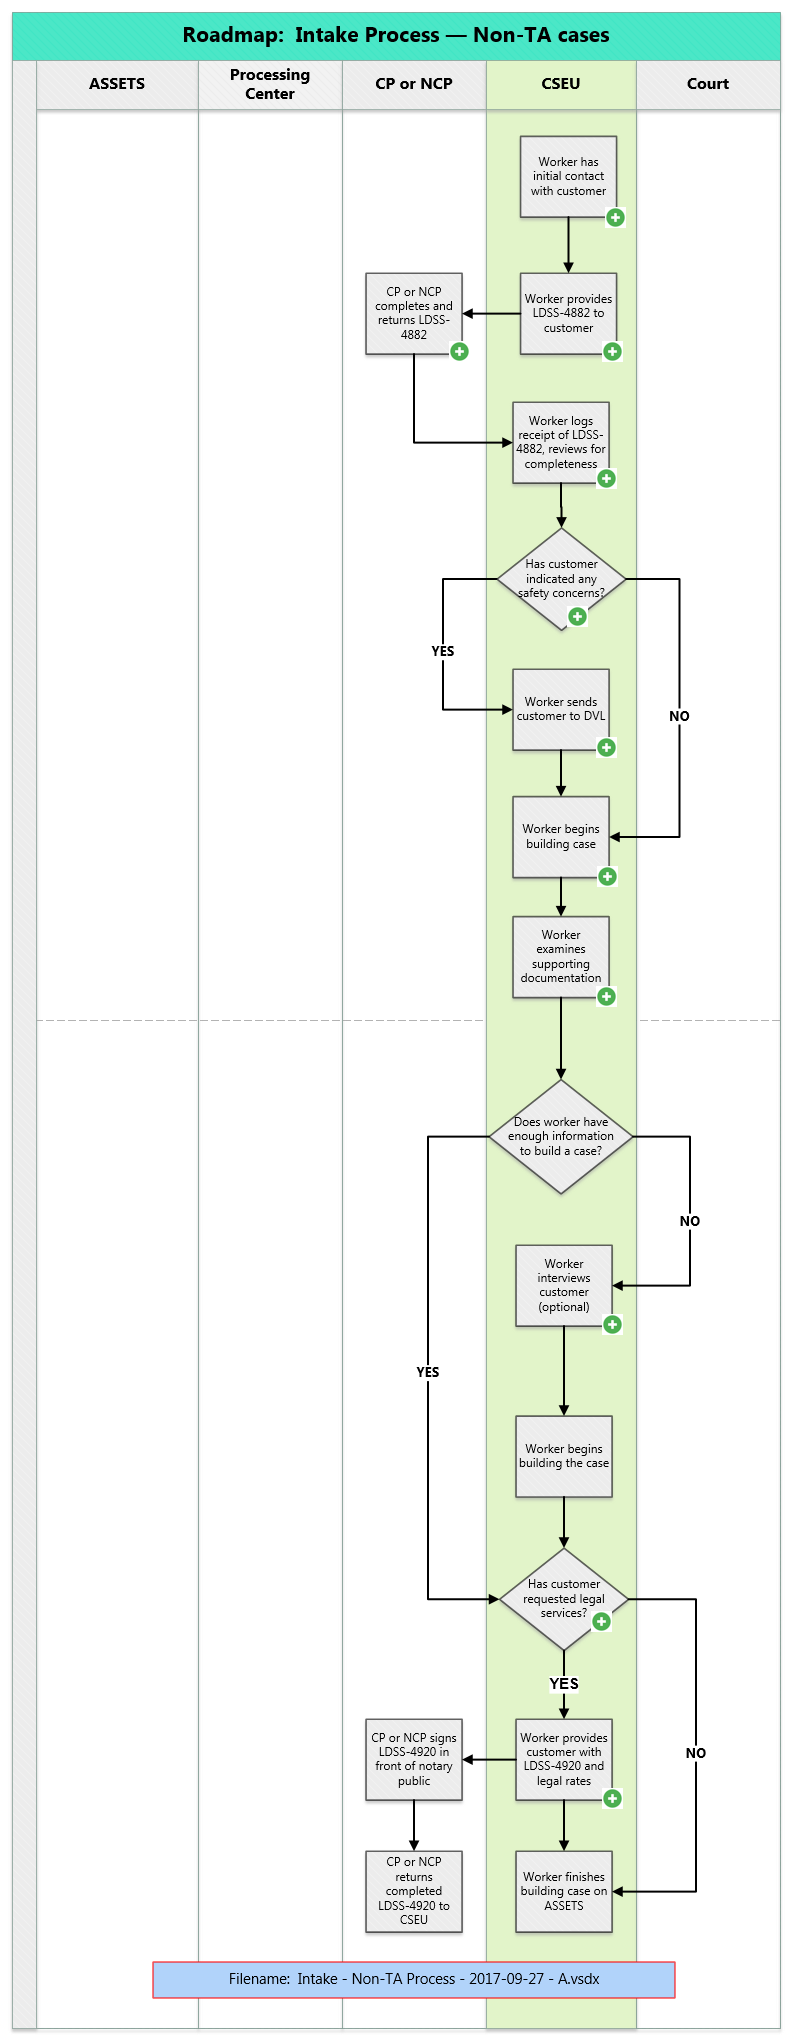 Roadmap:  Intake Process — Non-TA cases
ASSETS
Processing
Center
CP or NCP
CSEU
Court
Worker has
initial contact
with customer
CP or NCP
completes and
returns LDSS-
4882
Worker provides
LDSS-4882 to
customer
Worker logs
receipt of LDSS-
4882, reviews for
completeness
Has customer
indicated any
safety concerns?
YES
NO
Worker sends
customer to DVL
Worker begins
building case
Worker
examines
supporting
documentation
Does worker have
enough information
to build a case?
NO
YES
Worker
interviews
customer
(optional)
Worker begins
building the case
Has customer
requested legal
services?
YES
NO
CP or NCP signs
LDSS-4920 in
front of notary
public
Worker provides
customer with
LDSS-4920 and
legal rates
CP or NCP
returns
completed
LDSS-4920 to
CSEU
Worker finishes
building case on
ASSETS
Filename:  Intake - Non-TA Process - 2017-09-27 - A.vsdx